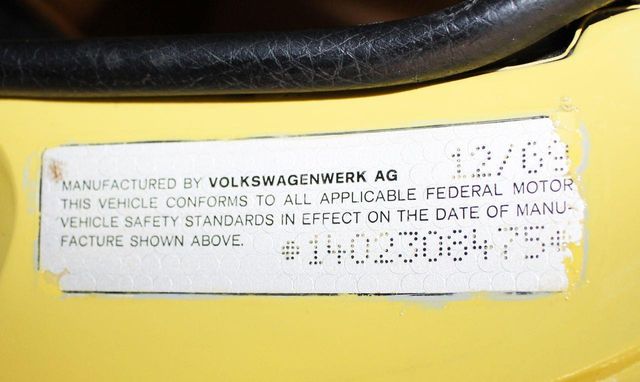 12/69
MANUFACTURED BY VOLKSWAGENWERK AG
THIS VEHICLE CONFORMS TO ALL APPLICABLE FEDERAL MOTOR
VEHICLE SAFETY STANDARDS IN EFFECT ON THE DATE OF MANU-
FACTURE SHOWN ABOVE.
*1402308475*